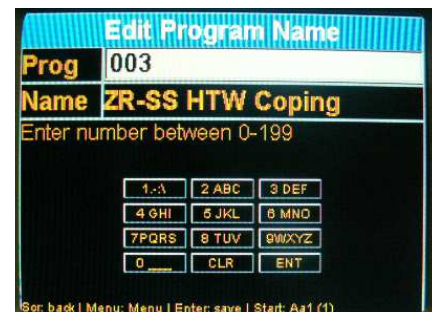 Edit Program Name
Prog 003
Name ZR-SS HTW Coping
Enter number between 0-199
1.-:\ 2 ABC 3 DEF
4 GHI 5 JKL 6 MNO
7PQRS 8 TUV 9WXYZ
0__ CLR ENT
back | Menu: Menu | Enter: save | Start: Aa1 (1)